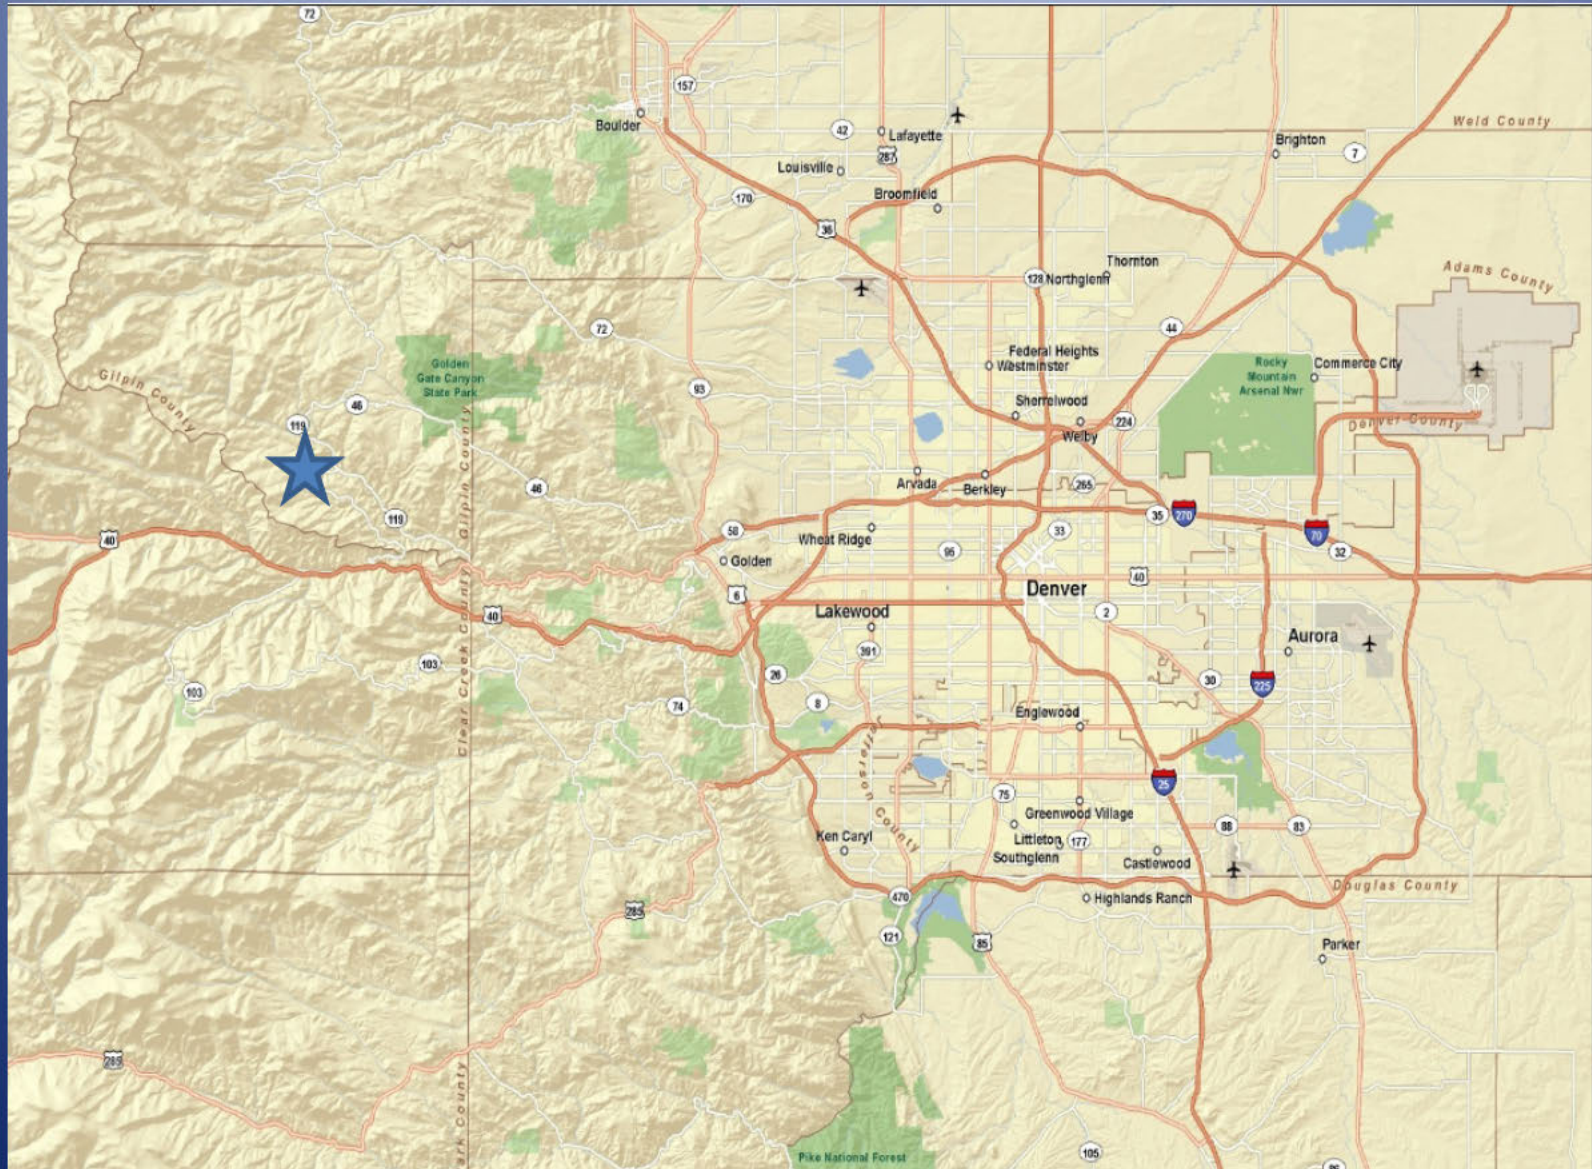 72
157
Boulder
42
Lafayette
Weld County
Brighton
7
287
Louisville
170
Broomfield
36
Thornton
128
Northglenn
Adams County
72
44
Golden
Gate Canyon
State Park
Federal Heights
Westminster
Rocky
Mountain
Arsenal Nwr
Commerce City
Gilpin County
93
46
119
Sherrelwood
224
Welby
Denver County
Gilpin County
46
Arvada
Berkley
265
119
35
270
58
33
70
40
Wheat Ridge
95
32
Golden
40
Denver
6
Lakewood
2
40
Aurora
391
103
Clear Creek County
26
30
225
103
74
8
Englewood
Jefferson County
25
75
Greenwood Village
88
83
Ken Caryl
Littleton
177
Southglenn
Castlewood
Douglas County
470
Highlands Ranch
285
121
85
Parker
285
ark County
105
Pike National Forest